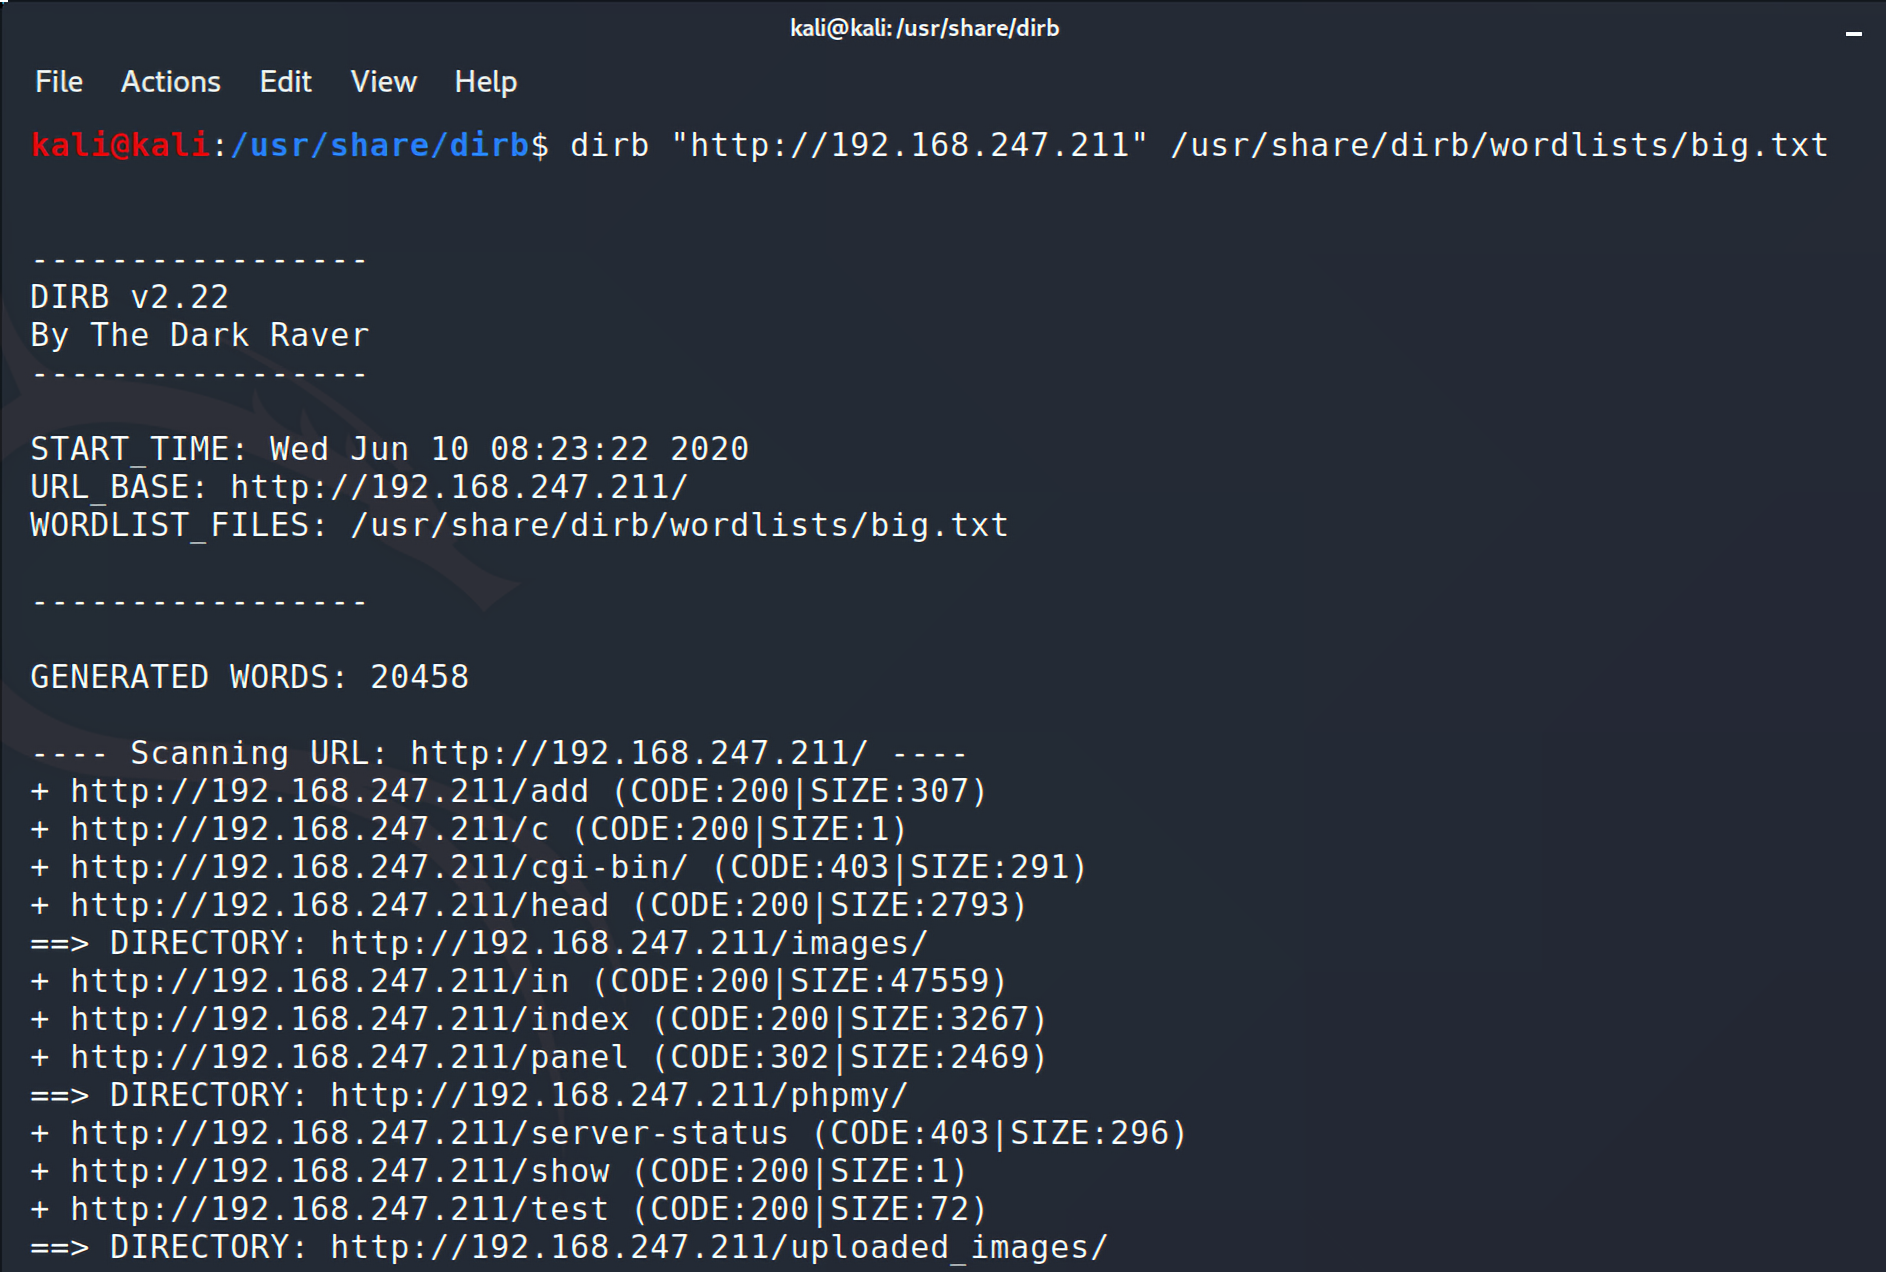 kali@kali: /usr/share/dirb
File Actions Edit View Help
kali@kali:/usr/share/dirb$ dirb "http://192.168.247.211" /usr/share/dirb/wordlists/big.txt
-----------------
DIRB v2.22
By The Dark Raver
-----------------
START_TIME: Wed Jun 10 08:23:22 2020
URL_BASE: http://192.168.247.211/
WORDLIST_FILES: /usr/share/dirb/wordlists/big.txt
-----------------
GENERATED WORDS: 20458
---- Scanning URL: http://192.168.247.211/ ----
+ http://192.168.247.211/add (CODE:200|SIZE:307)
+ http://192.168.247.211/c (CODE:200|SIZE:1)
+ http://192.168.247.211/cgi-bin/ (CODE:403|SIZE:291)
+ http://192.168.247.211/head (CODE:200|SIZE:2793)
==> DIRECTORY: http://192.168.247.211/images/
+ http://192.168.247.211/in (CODE:200|SIZE:47559)
+ http://192.168.247.211/index (CODE:200|SIZE:3267)
+ http://192.168.247.211/panel (CODE:302|SIZE:2469)
==> DIRECTORY: http://192.168.247.211/phpmy/
+ http://192.168.247.211/server-status (CODE:403|SIZE:296)
+ http://192.168.247.211/show (CODE:200|SIZE:1)
+ http://192.168.247.211/test (CODE:200|SIZE:72)
==> DIRECTORY: http://192.168.247.211/uploaded_images/